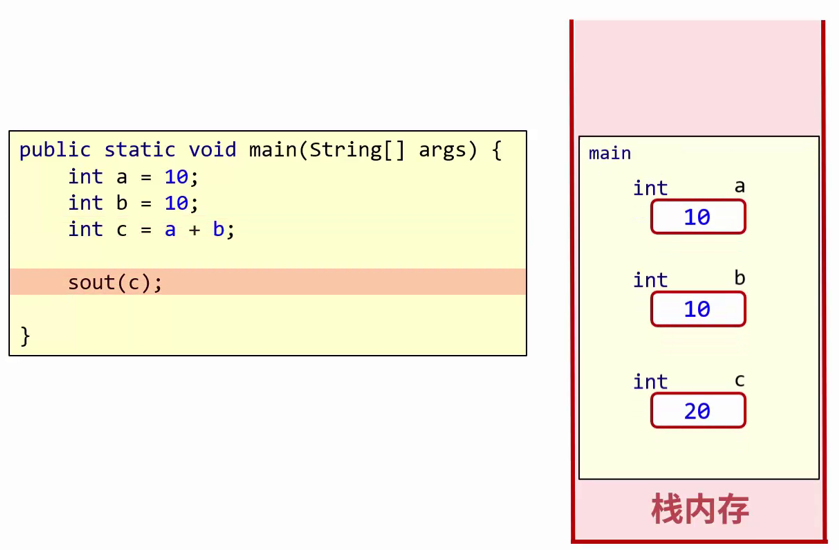 public static void main(String[] args) {
    int a = 10;
    int b = 10;
    int c = a + b;
    sout(c);
}
main
int a
10
int b
10
int c
20
栈内存